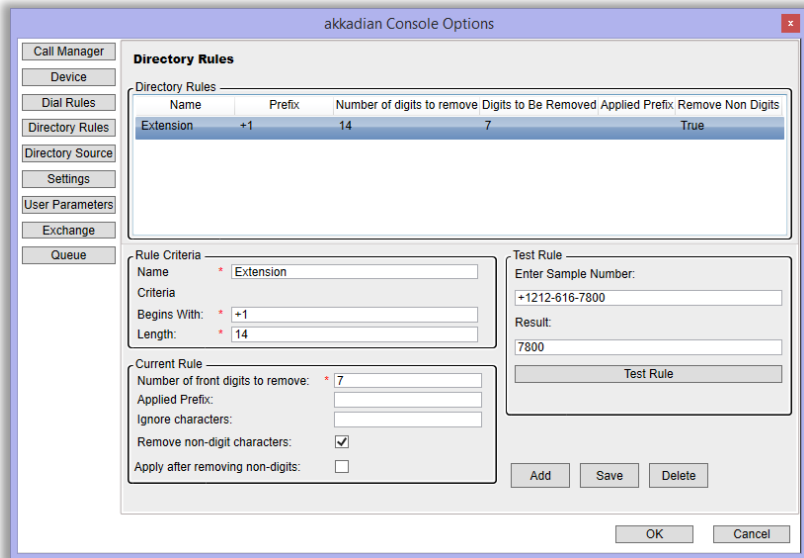 akkadian Console Options
x
Call Manager
Device
Dial Rules
Directory Rules
Directory Source
Settings
User Parameters
Exchange
Queue
Directory Rules
Directory Rules
Name Prefix Number of digits to remove Digits to Be Removed Applied Prefix Remove Non Digits
Extension +1 14 7 True
Rule Criteria
Name * Extension
Criteria
Begins With: * +1
Length: * 14
Current Rule
Number of front digits to remove: * 7
Applied Prefix:
Ignore characters:
Remove non-digit characters:
Apply after removing non-digits:
Test Rule
Enter Sample Number:
+1212-616-7800
Result:
7800
Test Rule
Add Save Delete
OK Cancel